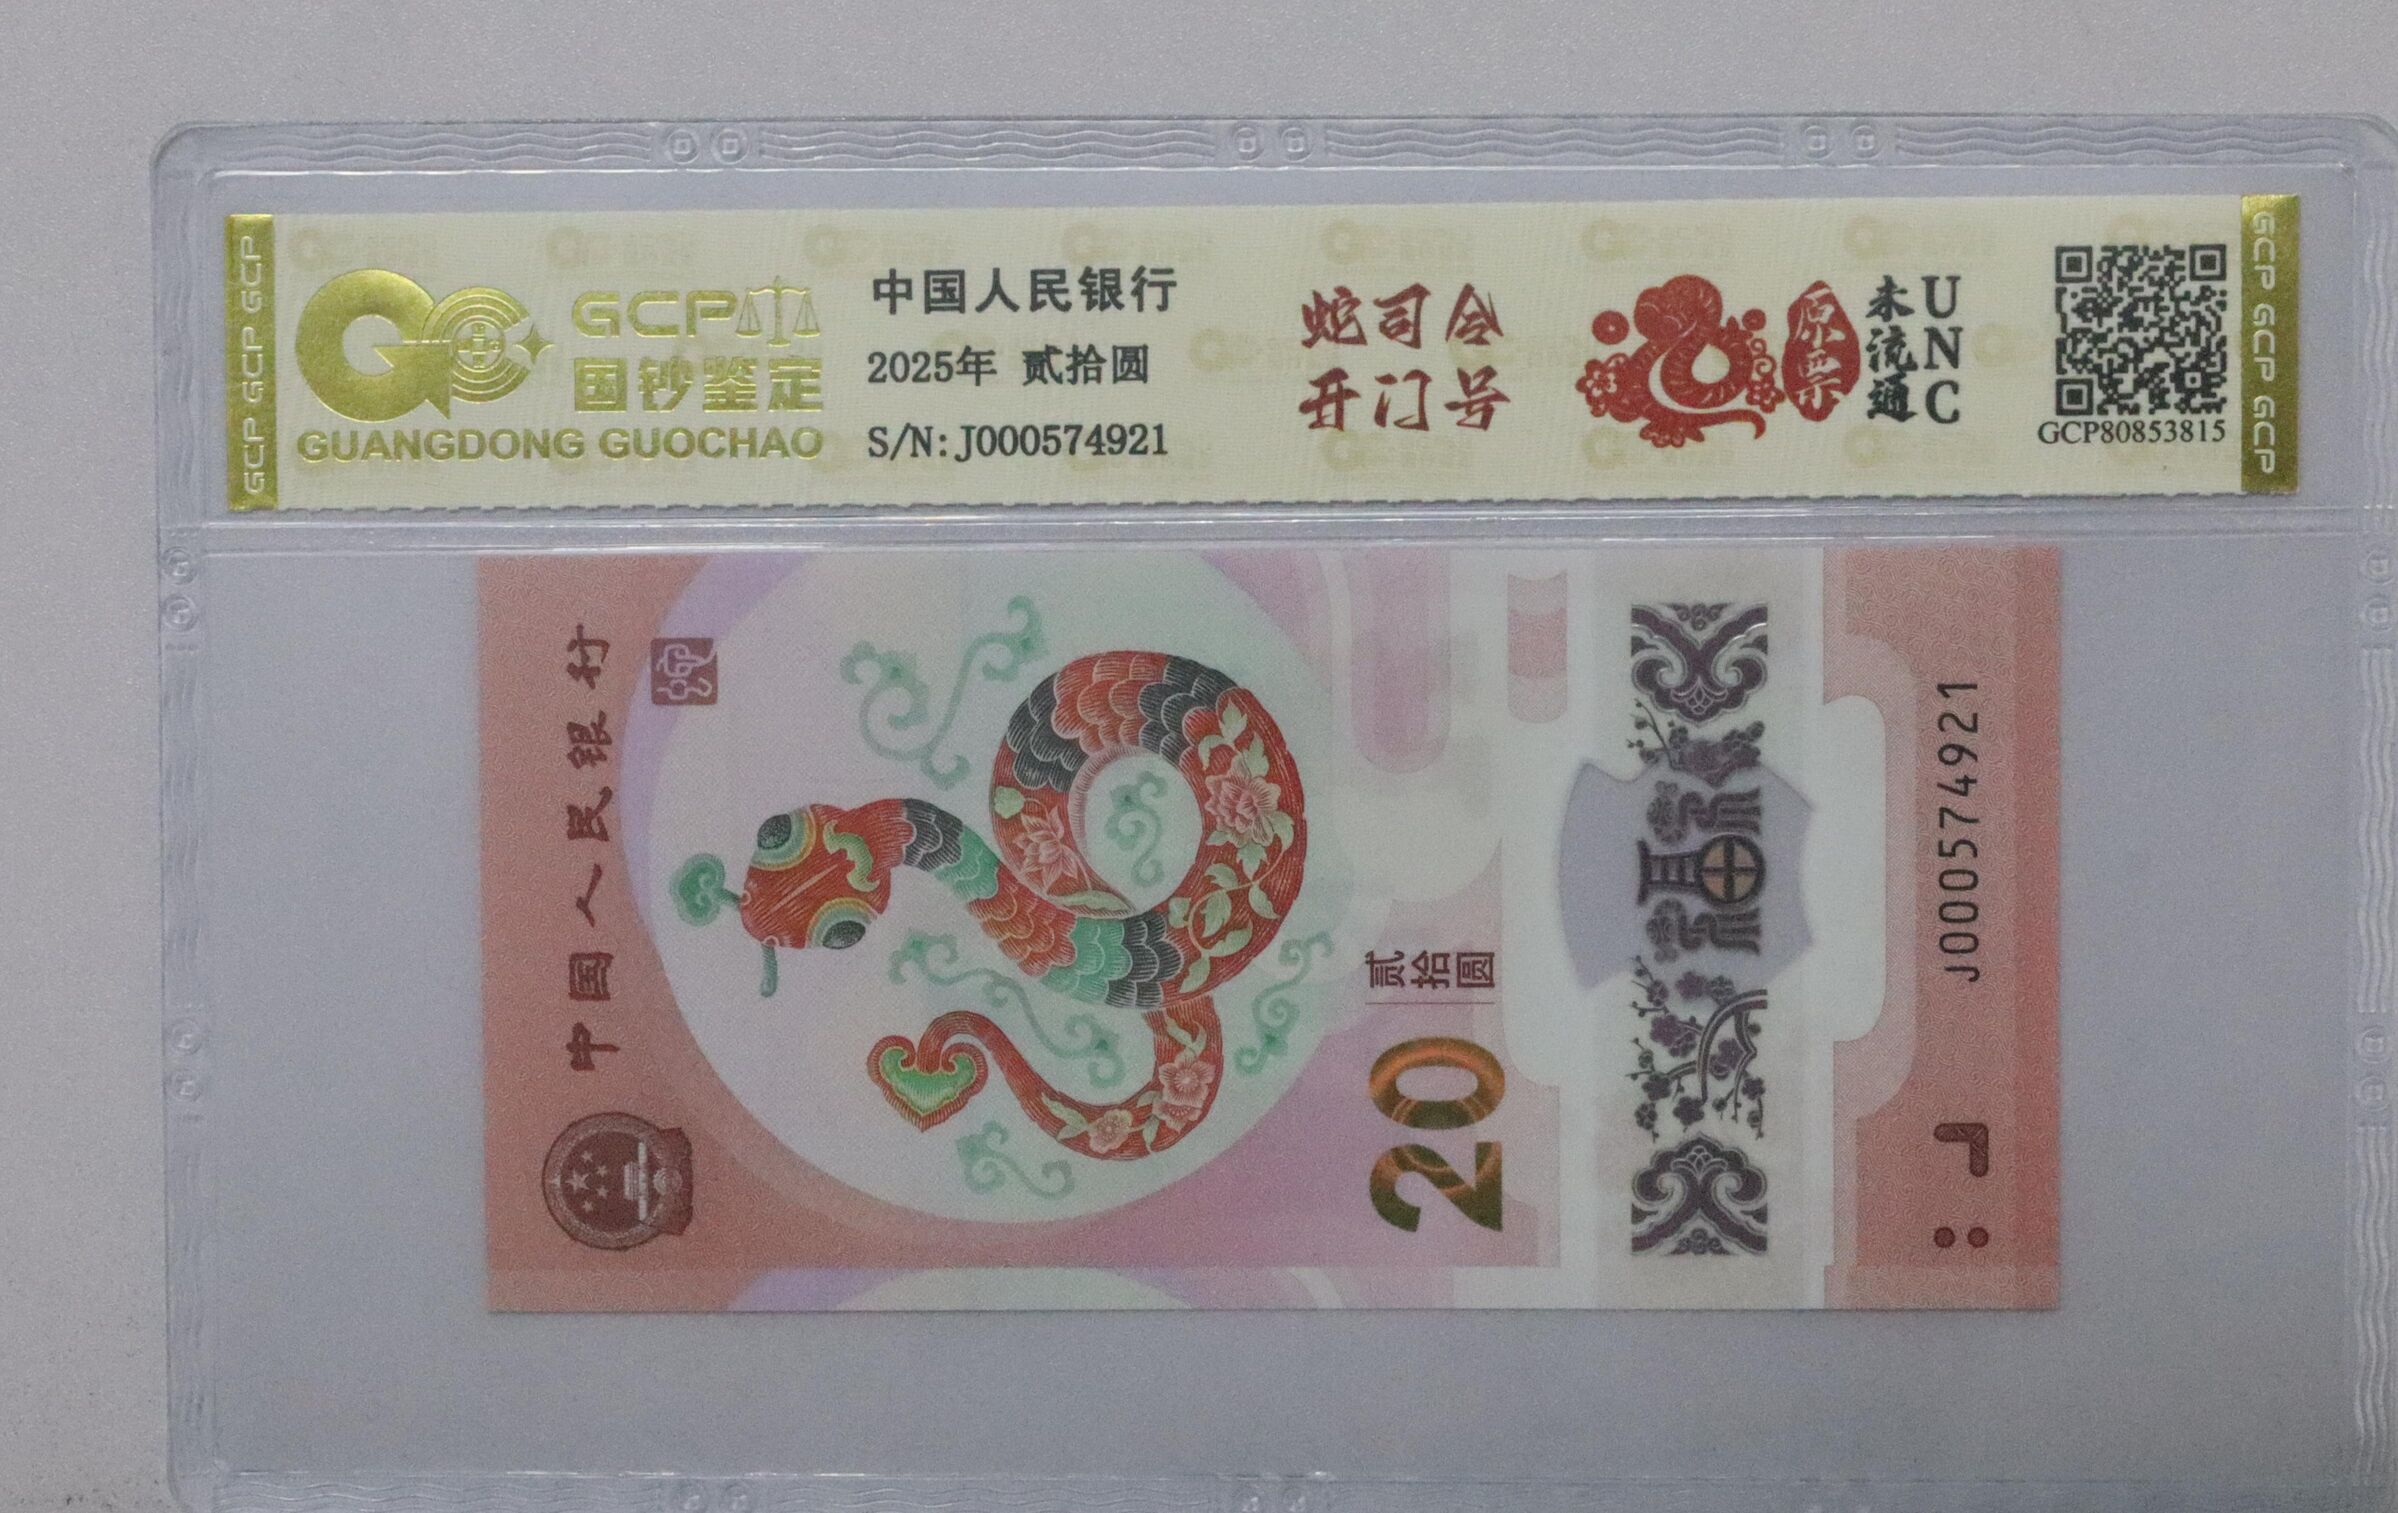 GCP GCP GCP
GCP
国钞鉴定
GUANGDONG GUOCHAO
中国人民银行
2025年 贰拾圆
S/N: J000574921
蛇司令
开门号
原票
未流通
UNC
GCP80853815
GCP GCP GCP
中国人民银行
贰拾圆
20
福
J000574921